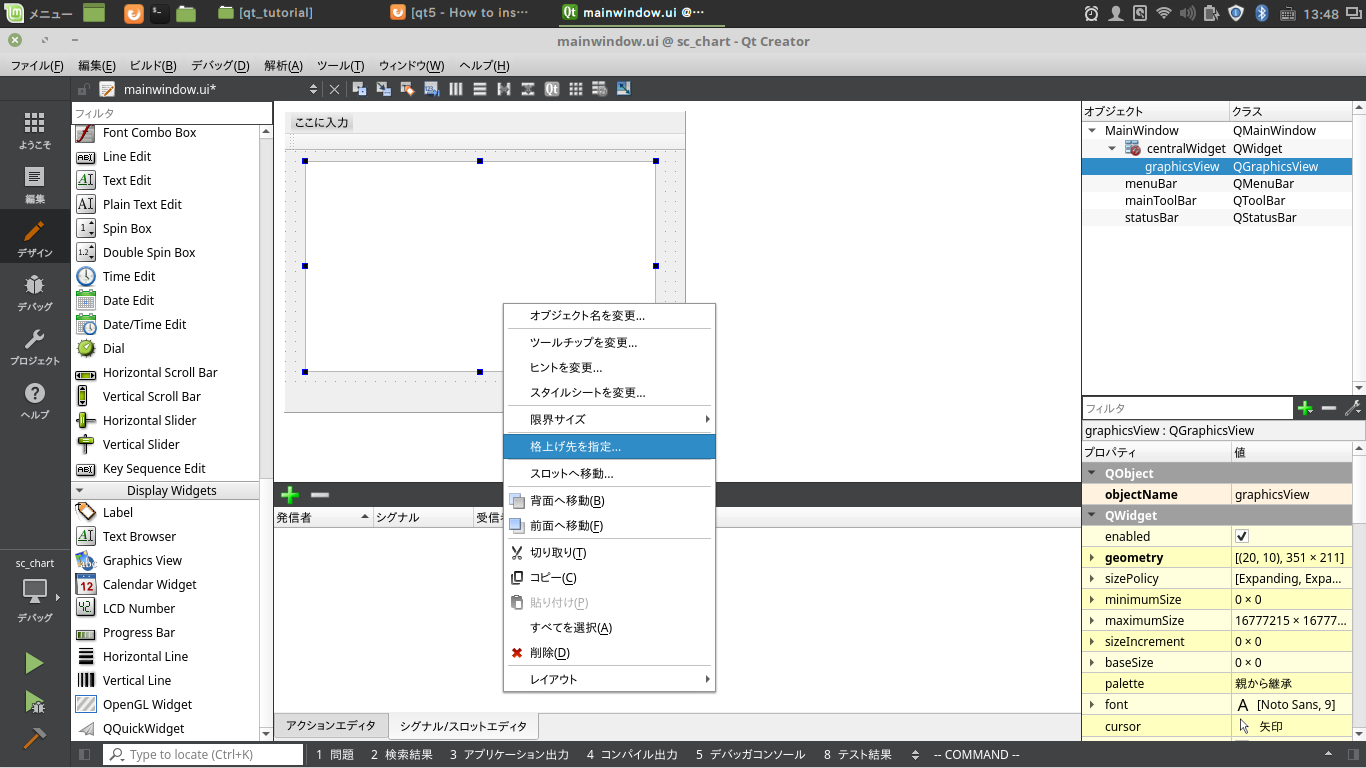 メニュー
[qt_tutorial]
[qt5 - How to ins···
mainwindow.ui @···
13:48
mainwindow.ui @ sc_chart - Qt Creator
ファイル(F) 編集(E) ビルド(B) デバッグ(D) 解析(A) ツール(T) ウィンドウ(W) ヘルプ(H)
mainwindow.ui*
ようこそ
編集
デザイン
デバッグ
プロジェクト
ヘルプ
sc_chart
デバッグ
フィルタ
Font Combo Box
Line Edit
Text Edit
Plain Text Edit
Spin Box
Double Spin Box
Time Edit
Date Edit
Date/Time Edit
Dial
Horizontal Scroll Bar
Vertical Scroll Bar
Horizontal Slider
Vertical Slider
Key Sequence Edit
Display Widgets
Label
Text Browser
Graphics View
Calendar Widget
LCD Number
Progress Bar
Horizontal Line
Vertical Line
OpenGL Widget
QQuickWidget
ここに入力
オブジェクト名を変更...
ツールチップを変更...
ヒントを変更...
スタイルシートを変更...
限界サイズ
格上げ先を指定...
スロットへ移動...
背面へ移動(B)
前面へ移動(F)
切り取り(T)
コピー(C)
貼り付け(P)
すべてを選択(A)
削除(D)
レイアウト
発信者 シグナル 受信
アクションエディタ シグナル/スロットエディタ
オブジェクト クラス
MainWindow QMainWindow
centralWidget QWidget
graphicsView QGraphicsView
menuBar QMenuBar
mainToolBar QToolBar
statusBar QStatusBar
フィルタ
graphicsView : QGraphicsView
プロパティ 値
QObject
objectName graphicsView
QWidget
enabled
geometry [(20, 10), 351 × 211]
sizePolicy [Expanding, Expa...
minimumSize 0 × 0
maximumSize 16777215 × 16777...
sizeIncrement 0 × 0
baseSize 0 × 0
palette 親から継承
font A [Noto Sans, 9]
cursor 矢印
Type to locate (Ctrl+K)
1 問題 2 検索結果 3 アプリケーション出力 4 コンパイル出力 5 デバッガコンソール 8 テスト結果 -- COMMAND --